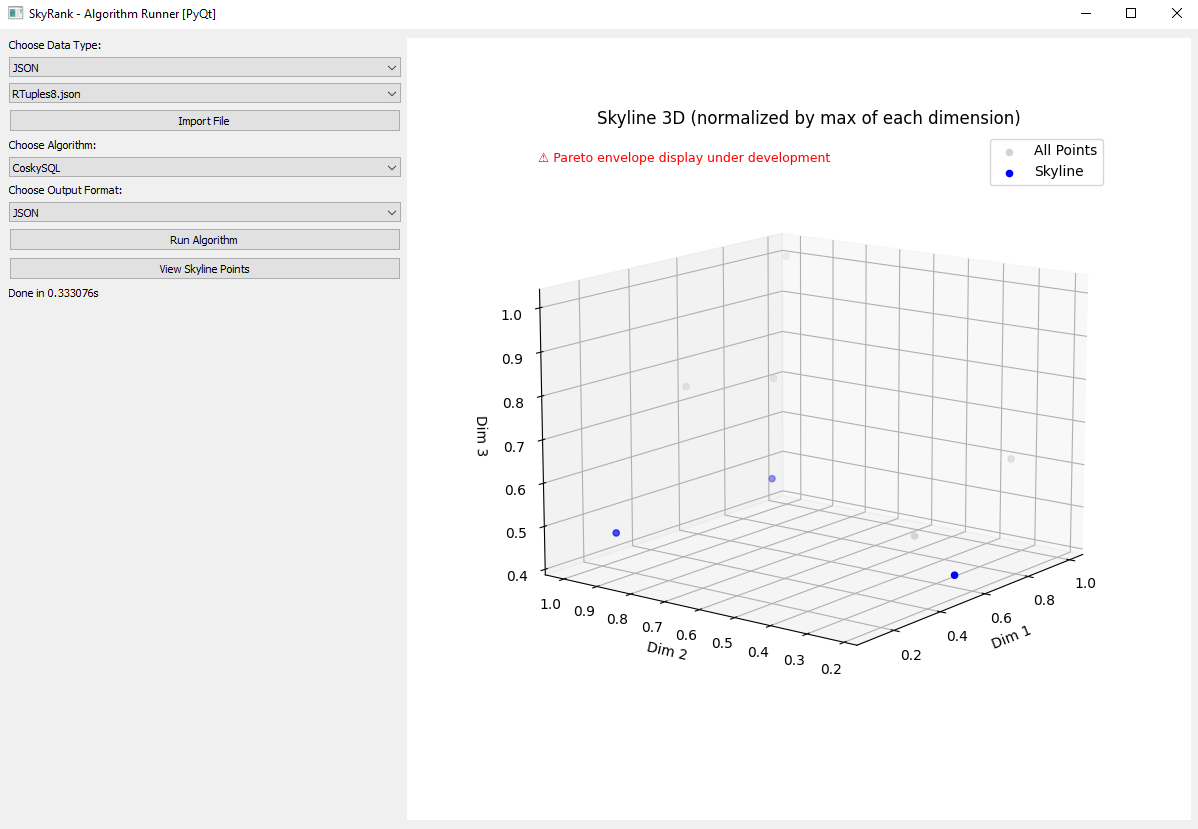 SkyRank - Algorithm Runner [PyQt]
Choose Data Type:
JSON
RTuples8.json
Import File
Choose Algorithm:
CoskySQL
Choose Output Format:
JSON
Run Algorithm
View Skyline Points
Done in 0.333076s
Skyline 3D (normalized by max of each dimension)
⚠ Pareto envelope display under development
All Points
Skyline
1.0
0.9
0.8
0.7
0.6
0.5
0.4
Dim 3
1.0
0.9
0.8
0.7
0.6
0.5
0.4
0.3
0.2
Dim 2
0.2
0.4
0.6
0.8
1.0
Dim 1